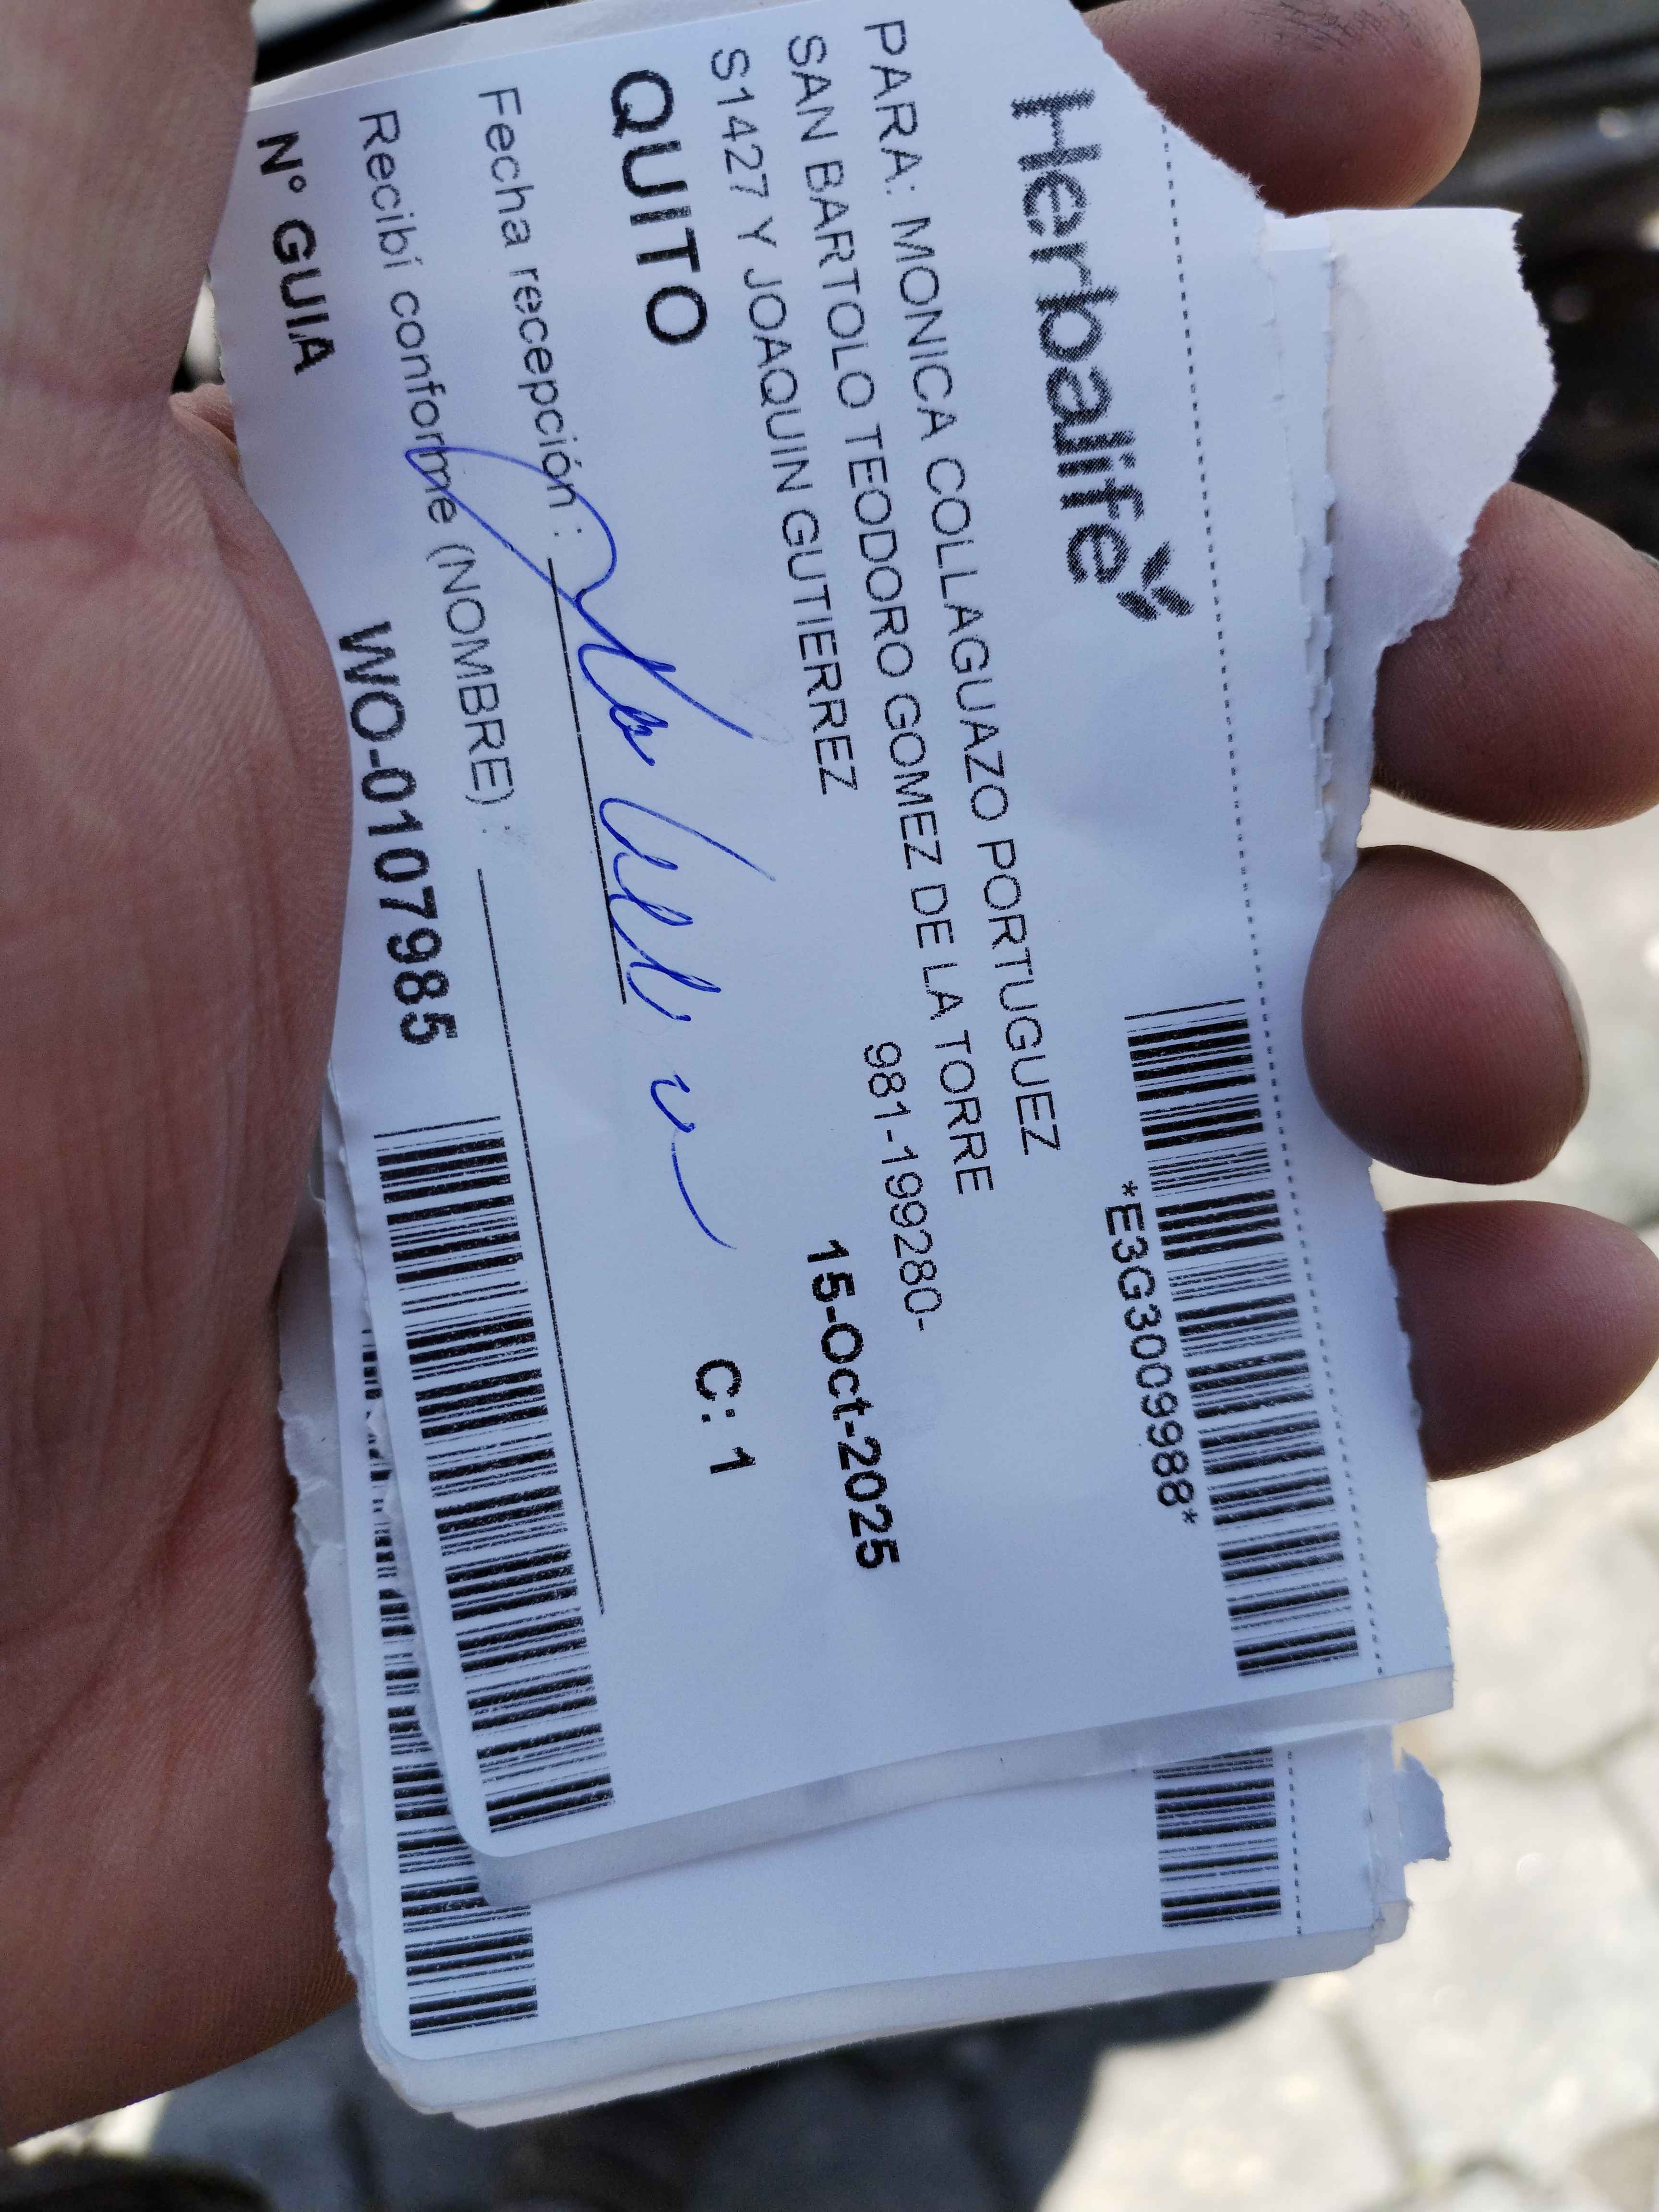 Herbalife
*E3G3009988*
PARA: MONICA COLLAGUAZO PORTUGUEZ
SAN BARTOLO TEODORO GOMEZ DE LA TORRE
S1427 Y JOAQUIN GUTIERREZ
981-199280-
QUITO
15-Oct-2025
C: 1
Fecha recepción :
Recibí conforme (NOMBRE) :
N° GUIA WO-0107985